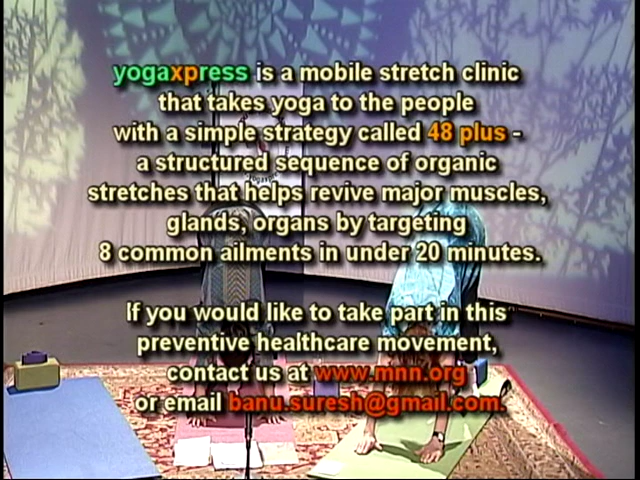 yogaxpress is a mobile stretch clinic
that takes yoga to the people
with a simple strategy called 48 plus -
a structured sequence of organic
stretches that helps revive major muscles,
glands, organs by targeting
8 common ailments in under 20 minutes.
If you would like to take part in this
preventive healthcare movement,
contact us at www.mnn.org
or email banu.suresh@gmail.com.